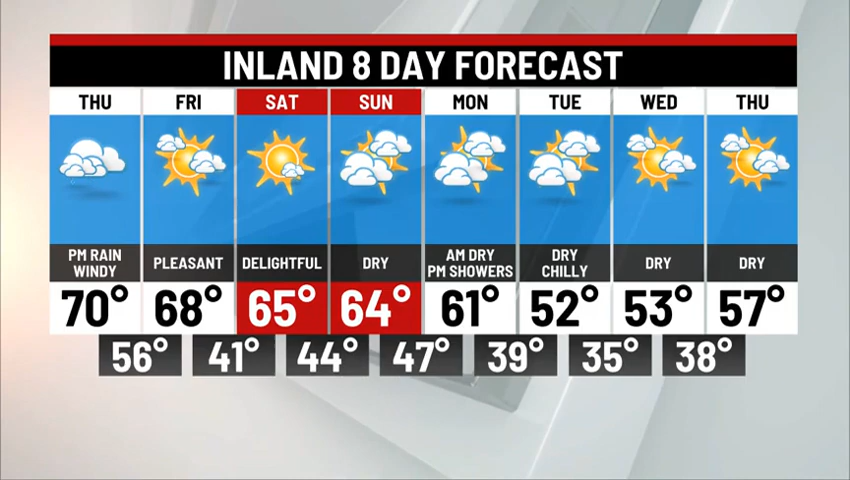 INLAND 8 DAY FORECAST
THU FRI SAT SUN MON TUE WED THU
PM RAIN
WINDY
PLEASANT
DELIGHTFUL
DRY
AM DRY
PM SHOWERS
DRY
CHILLY
DRY
DRY
70° 68° 65° 64° 61° 52° 53° 57°
56° 41° 44° 47° 39° 35° 38°